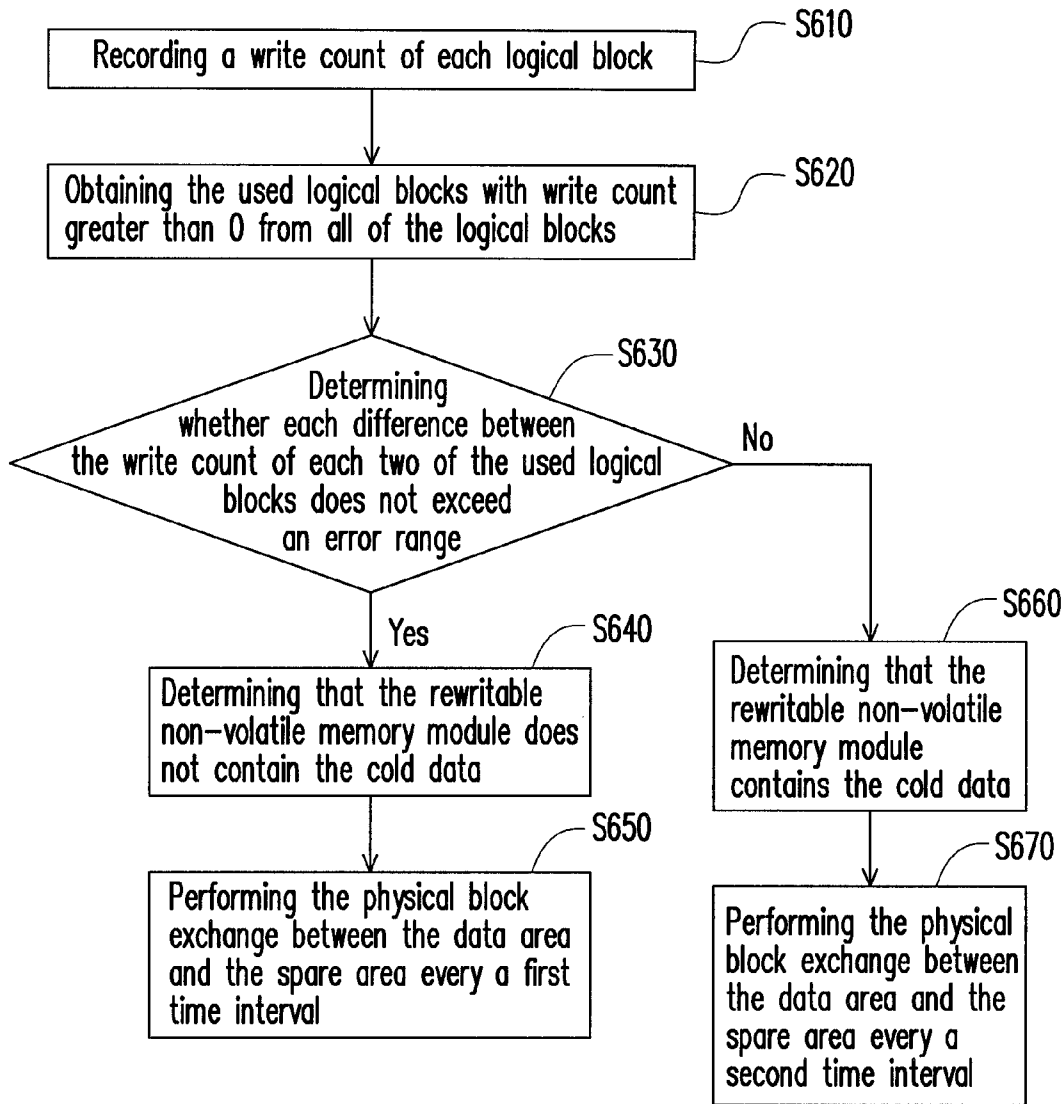 S610
Recording a write count of each logical block
S620
Obtaining the used logical blocks with write count
greater than 0 from all of the logical blocks
S630
Determining
whether each difference between
the write count of each two of the used logical
blocks does not exceed
an error range
No
Yes
S640
Determining that the rewritable
non-volatile memory module does
not contain the cold data
S650
Performing the physical block
exchange between the data area
and the spare area every a first
time interval
S660
Determining that the
rewritable non-volatile
memory module
contains the cold data
S670
Performing the physical
block exchange between
the data area and the
spare area every a
second time interval